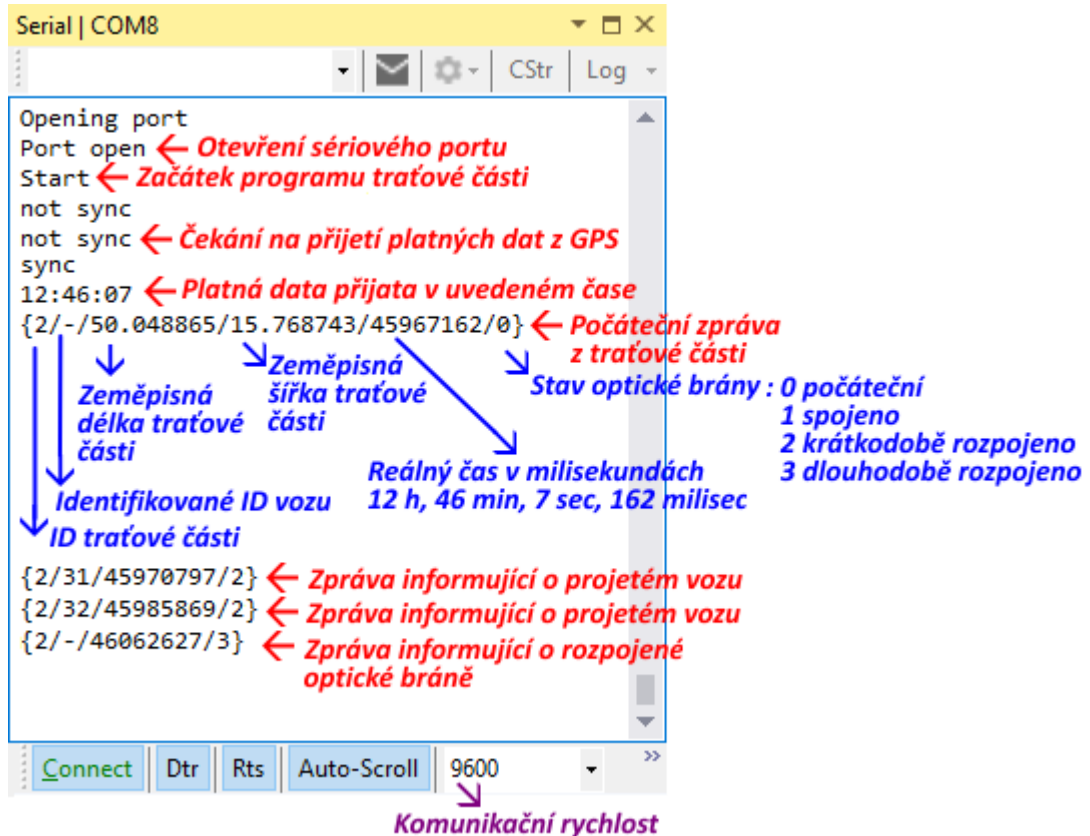 Serial | COM8
CStr Log
Opening port
Port open Otevření sériového portu
Start Začátek programu traťové části
not sync
not sync Čekání na přijetí platných dat z GPS
sync
12:46:07 Platná data přijata v uvedeném čase
{2/-/50.048865/15.768743/45967162/0} Počáteční zpráva
z traťové části
Zeměpisná
délka traťové
části
Zeměpisná
šířka traťové
části
Stav optické brány : 0 počáteční
1 spojeno
2 krátkodobě rozpojeno
3 dlouhodobě rozpojeno
Reálný čas v milisekundách
12 h, 46 min, 7 sec, 162 milisec
Identifikované ID vozu
ID traťové části
{2/31/45970797/2} Zpráva informující o projetém vozu
{2/32/45985869/2} Zpráva informující o projetém vozu
{2/-/46062627/3} Zpráva informující o rozpojené
optické bráně
Connect Dtr Rts Auto-Scroll 9600
Komunikační rychlost